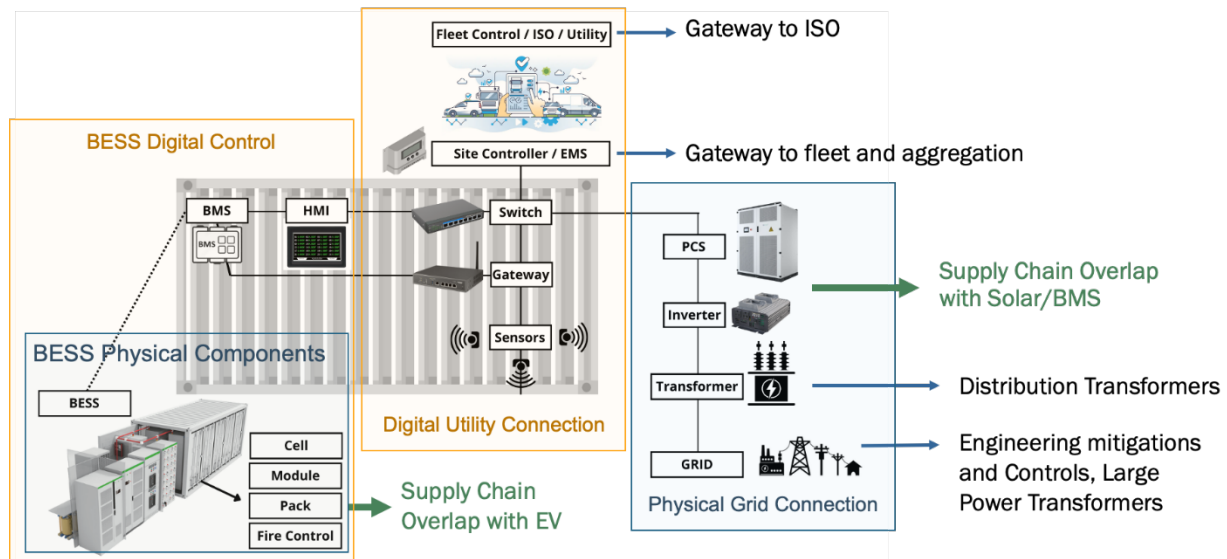 Fleet Control / ISO / Utility
Gateway to ISO
BESS Digital Control
Site Controller / EMS
Gateway to fleet and aggregation
BMS
HMI
Switch
BMS
Gateway
PCS
Supply Chain Overlap
with Solar/BMS
Inverter
Sensors
BESS Physical Components
BESS
Transformer
Distribution Transformers
Digital Utility Connection
Cell
Module
Pack
Fire Control
Supply Chain
Overlap with EV
GRID
Physical Grid Connection
Engineering mitigations
and Controls, Large
Power Transformers